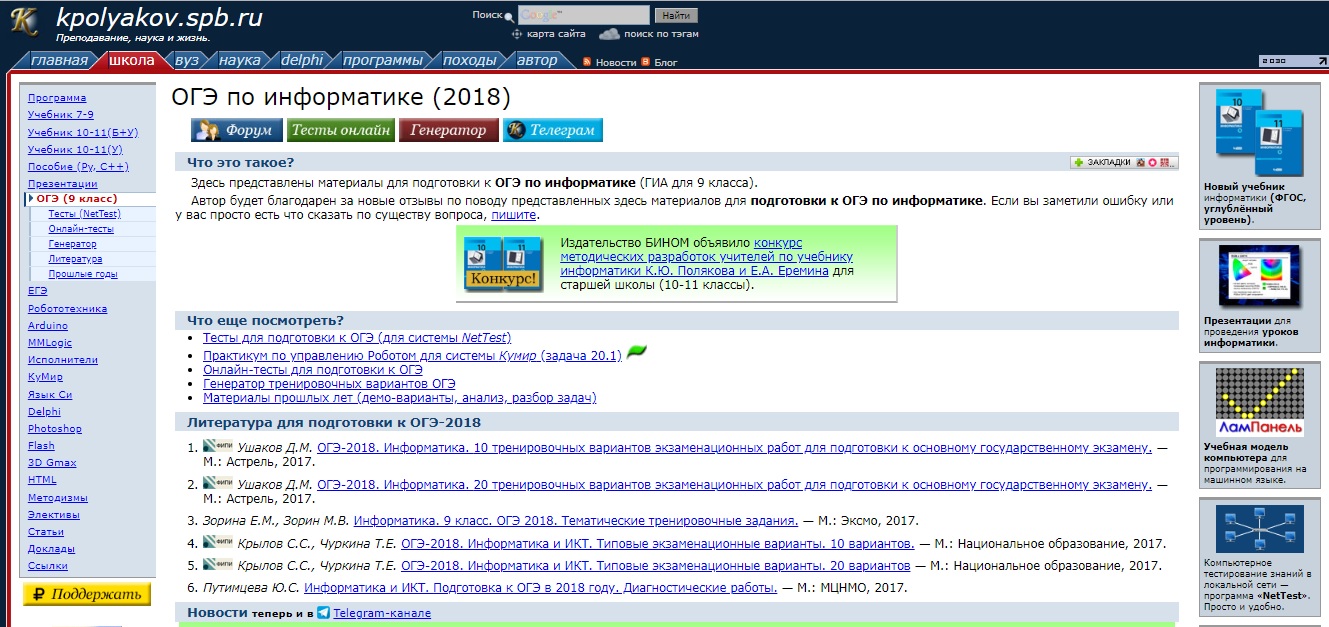 kpolyakov.spb.ru
Преподавание, наука и жизнь.
Поиск
Google™
Найти
карта сайта
поиск по тэгам
главная
школа
вуз
наука
delphi
программы
походы
автор
Новости
Блог
Программа
Учебник 7-9
Учебник 10-11(Б+У)
Учебник 10-11(У)
Пособие (Py, C++)
Презентации
ОГЭ (9 класс)
Тесты (NetTest)
Онлайн-тесты
Генератор
Литература
Прошлые годы
ЕГЭ
Робототехника
Arduino
MMLogic
Исполнители
КуМир
Язык Си
Delphi
Photoshop
Flash
3D Gmax
HTML
Методизмы
Элективы
Статьи
Доклады
Ссылки
₽ Поддержать
ОГЭ по информатике (2018)
Форум
Тесты онлайн
Генератор
Телеграм
Что это такое?
ЗАКЛАДКИ
Здесь представлены материалы для подготовки к ОГЭ по информатике (ГИА для 9 класса).
Автор будет благодарен за новые отзывы по поводу представленных здесь материалов для подготовки к ОГЭ по информатике. Если вы заметили ошибку или
у вас просто есть что сказать по существу вопроса, пишите.
10
11
Конкурс!
Издательство БИНОМ объявило конкурс
методических разработок учителей по учебнику
информатики К.Ю. Полякова и Е.А. Еремина для
старшей школы (10-11 классы).
Что еще посмотреть?
Тесты для подготовки к ОГЭ (для системы NetTest)
Практикум по управлению Роботом для системы Кумир (задача 20.1)
Онлайн-тесты для подготовки к ОГЭ
Генератор тренировочных вариантов ОГЭ
Материалы прошлых лет (демо-варианты, анализ, разбор задач)
Литература для подготовки к ОГЭ-2018
1. ФИПИ Ушаков Д.М. ОГЭ-2018. Информатика. 10 тренировочных вариантов экзаменационных работ для подготовки к основному государственному экзамену. —
М.: Астрель, 2017.
2. ФИПИ Ушаков Д.М. ОГЭ-2018. Информатика. 20 тренировочных вариантов экзаменационных работ для подготовки к основному государственному экзамену. —
М.: Астрель, 2017.
3. Зорина Е.М., Зорин М.В. Информатика. 9 класс. ОГЭ 2018. Тематические тренировочные задания. — М.: Эксмо, 2017.
4. ФИПИ Крылов С.С., Чуркина Т.Е. ОГЭ-2018. Информатика и ИКТ. Типовые экзаменационные варианты. 10 вариантов. — М.: Национальное образование, 2017.
5. ФИПИ Крылов С.С., Чуркина Т.Е. ОГЭ-2018. Информатика и ИКТ. Типовые экзаменационные варианты. 20 вариантов — М.: Национальное образование, 2017.
6. Путимцева Ю.С. Информатика и ИКТ. Подготовка к ОГЭ в 2018 году. Диагностические работы. — М.: МЦНМО, 2017.
Новости теперь и в Telegram-канале
10
11
Новый учебник
информатики (ФГОС,
углублённый
уровень).
Презентации для
проведения уроков
информатики.
ЛамПанель
Учебная модель
компьютера для
программирования на
машинном языке.
Компьютерное
тестирование знаний в
локальной сети —
программа «NetTest».
Просто и удобно.